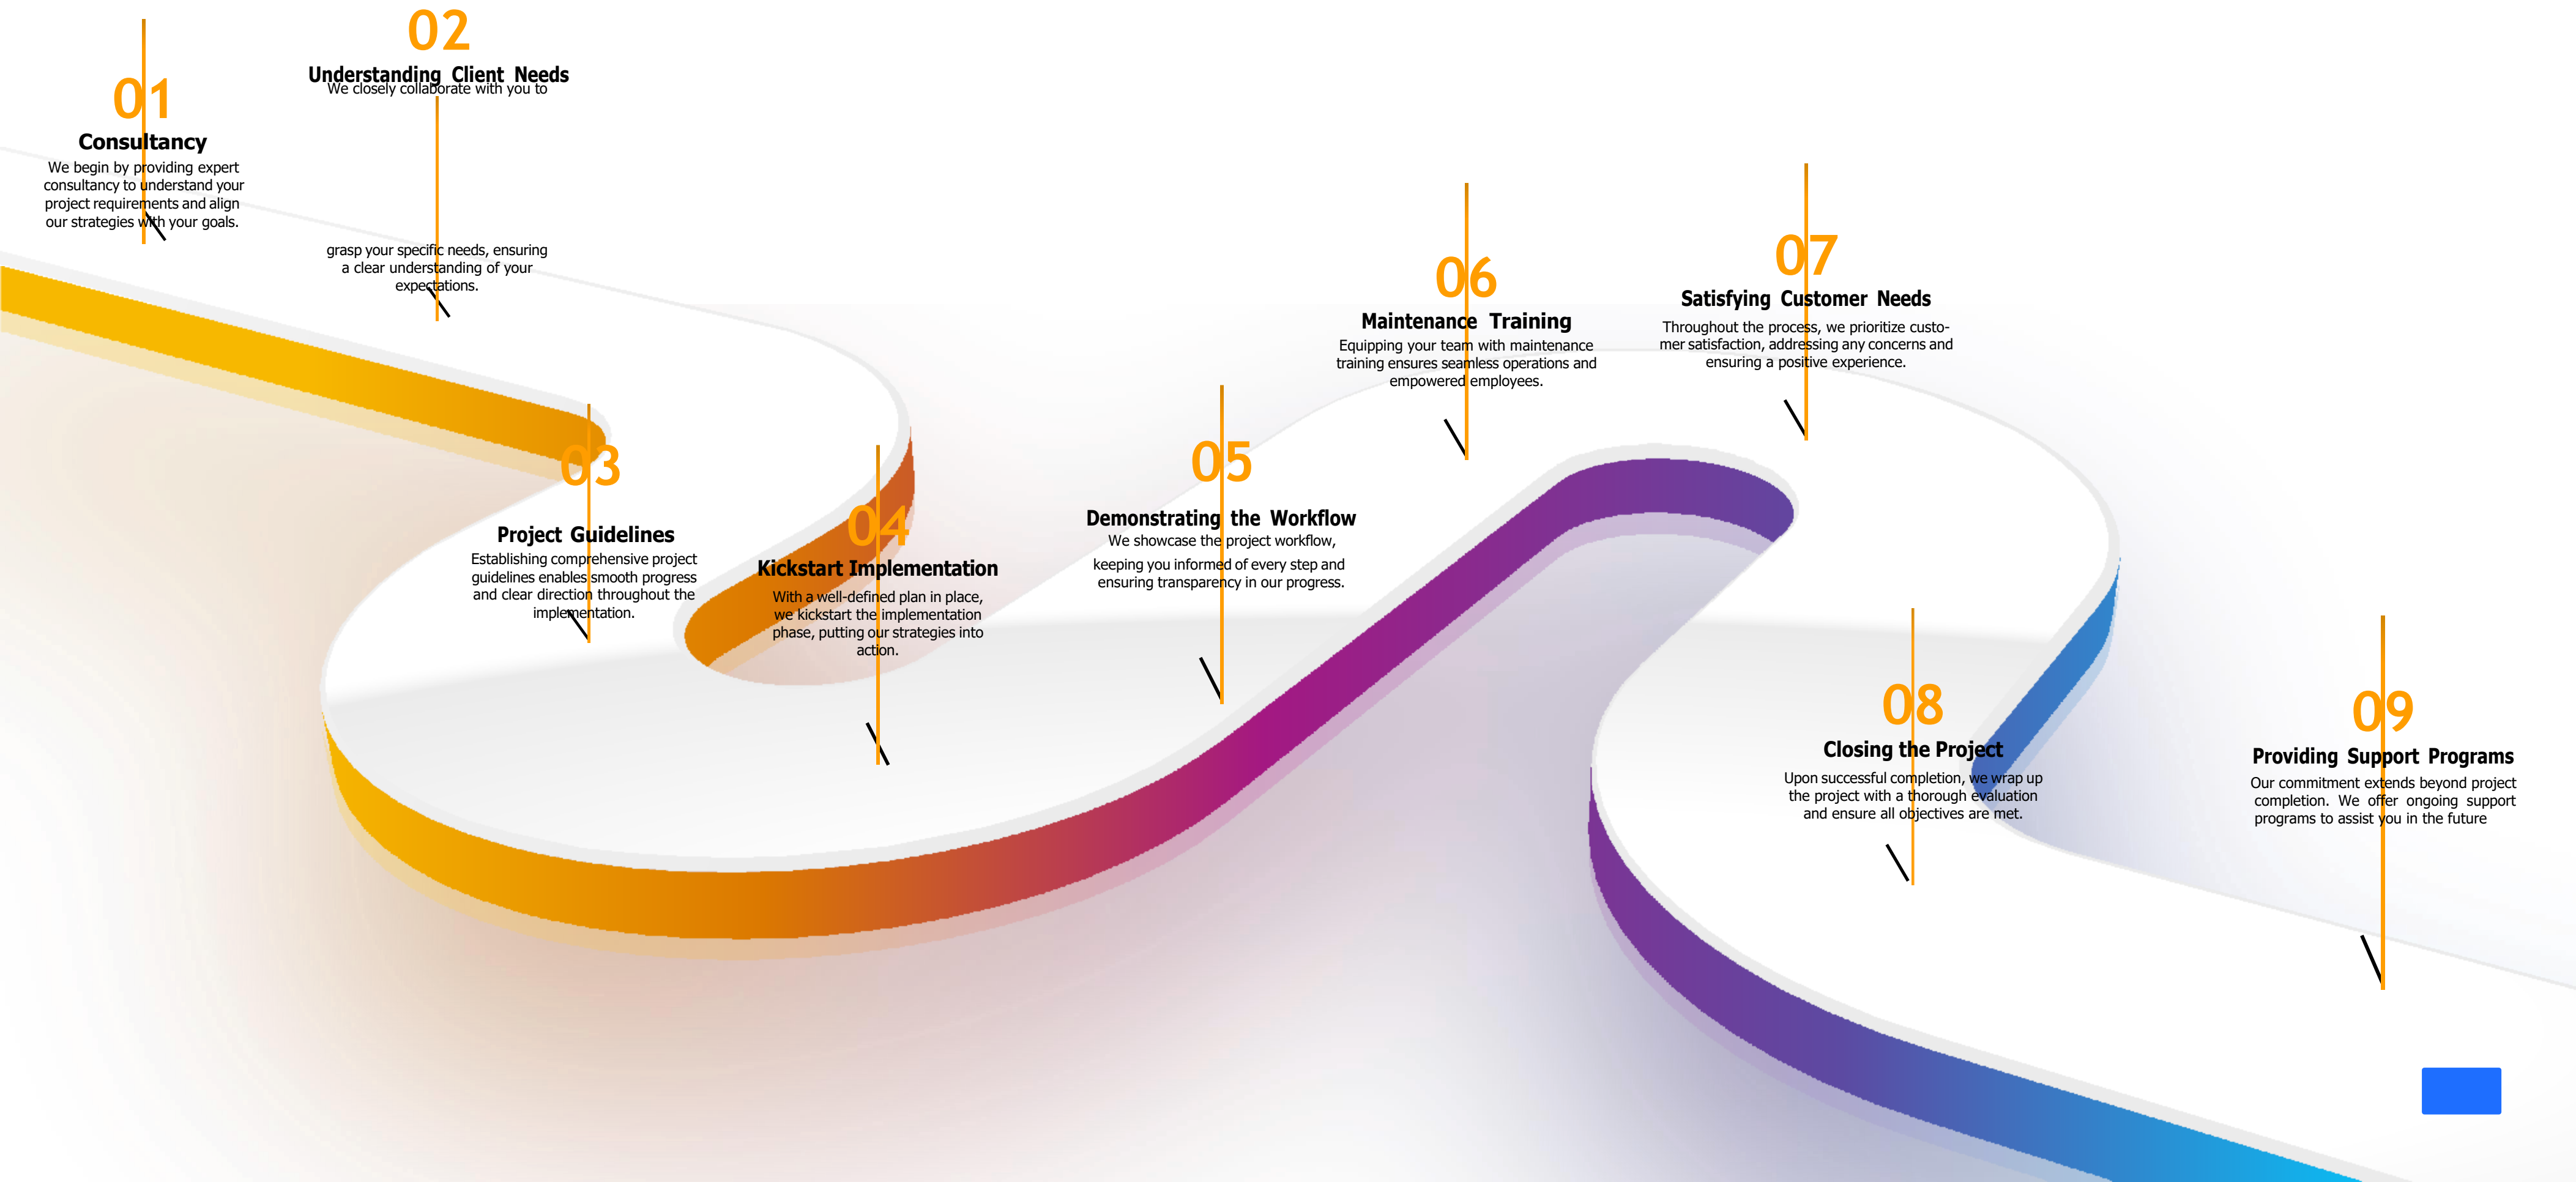 01
Consultancy
We begin by providing expert
consultancy to understand your
project requirements and align
our strategies with your goals.
02
Understanding Client Needs
We closely collaborate with you to
grasp your specific needs, ensuring
a clear understanding of your
expectations.
03
Project Guidelines
Establishing comprehensive project
guidelines enables smooth progress
and clear direction throughout the
implementation.
04
Kickstart Implementation
With a well-defined plan in place,
we kickstart the implementation
phase, putting our strategies into
action.
05
Demonstrating the Workflow
We showcase the project workflow,
keeping you informed of every step and
ensuring transparency in our progress.
06
Maintenance Training
Equipping your team with maintenance
training ensures seamless operations and
empowered employees.
07
Satisfying Customer Needs
Throughout the process, we prioritize custo-
mer satisfaction, addressing any concerns and
ensuring a positive experience.
08
Closing the Project
Upon successful completion, we wrap up
the project with a thorough evaluation
and ensure all objectives are met.
09
Providing Support Programs
Our commitment extends beyond project
completion. We offer ongoing support
programs to assist you in the future